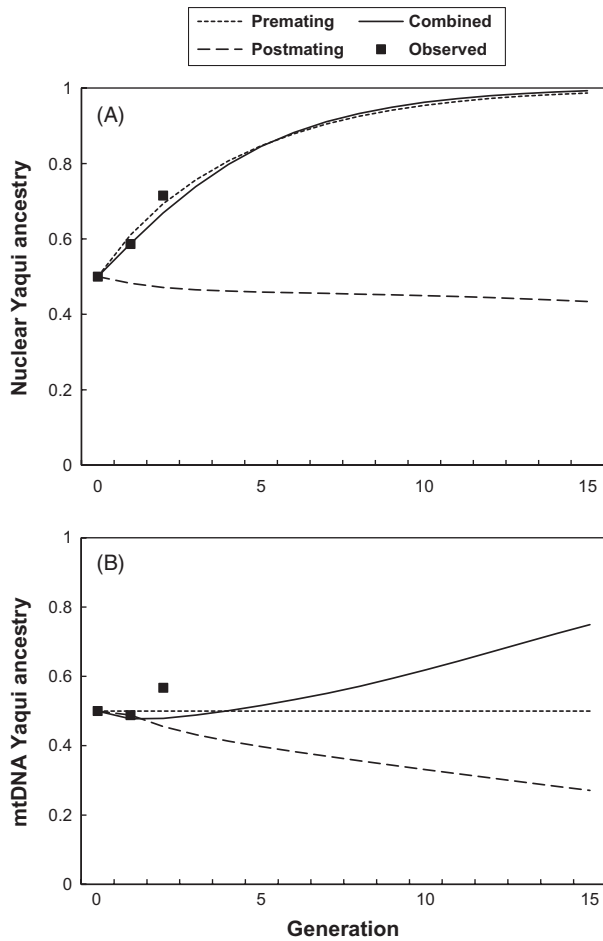 Premating Combined
Postmating Observed
(A)
Nuclear Yaqui ancestry
1
0.8
0.6
0.4
0.2
0
0 5 10 15
(B)
mtDNA Yaqui ancestry
1
0.8
0.6
0.4
0.2
0
0 5 10 15
Generation